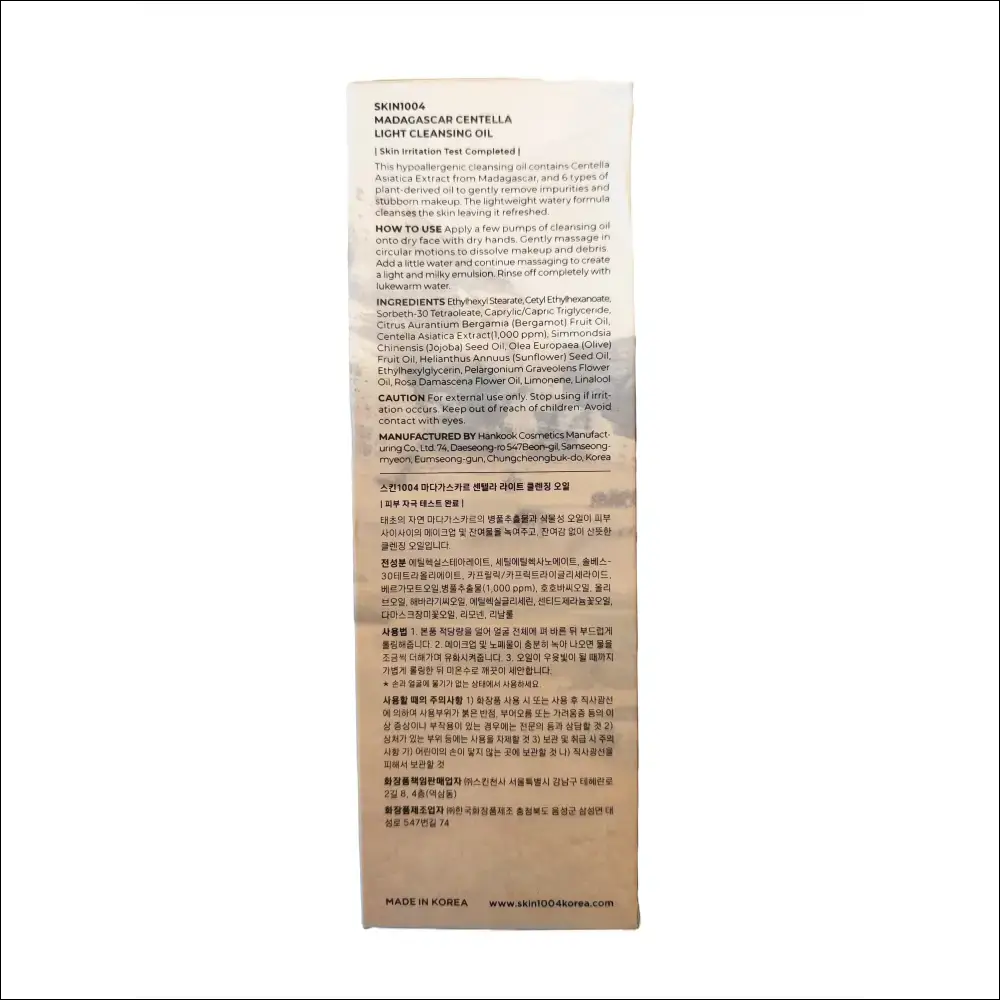 SKIN1004
MADAGASCAR CENTELLA
LIGHT CLEANSING OIL
| Skin Irritation Test Completed |
This hypoallergenic cleansing oil contains Centella
Asiatica Extract from Madagascar, and 6 types of
plant-derived oil to gently remove impurities and
stubborn makeup. The lightweight watery formula
cleanses the skin leaving it refreshed.
HOW TO USE Apply a few pumps of cleansing oil
onto dry face with dry hands. Gently massage in
circular motions to dissolve makeup and debris.
Add a little water and continue massaging to create
a light and milky emulsion. Rinse off completely with
lukewarm water.
INGREDIENTS Ethylhexyl Stearate, Cetyl Ethylhexanoate,
Sorbeth-30 Tetraoleate, Caprylic/Capric Triglyceride,
Citrus Aurantium Bergamia (Bergamot) Fruit Oil,
Centella Asiatica Extract(1,000 ppm), Simmondsia
Chinensis (Jojoba) Seed Oil, Olea Europaea (Olive)
Fruit Oil, Helianthus Annuus (Sunflower) Seed Oil,
Ethylhexylglycerin, Pelargonium Graveolens Flower
Oil, Rosa Damascena Flower Oil, Limonene, Linalool
CAUTION For external use only. Stop using if irrit-
ation occurs. Keep out of reach of children. Avoid
contact with eyes.
MANUFACTURED BY Hankook Cosmetics Manufact-
uring Co., Ltd. 74, Daeseong-ro 547Beon-gil, Samseong-
myeon, Eumseong-gun, Chungcheongbuk-do, Korea
스킨1004 마다가스카르 센텔라 라이트 클렌징 오일
| 피부 자극 테스트 완료 |
태초의 자연 마다가스카르의 병풀추출물과 식물성 오일이 피부
사이사이의 메이크업 및 잔여물을 녹여주고, 잔여감 없이 산뜻한
클렌징 오일입니다.
전성분 에틸헥실스테아레이트, 세틸에틸헥사노에이트, 솔베스-
30테트라올리에이트, 카프릴릭/카프릭트라이글리세라이드,
베르가모트오일,병풀추출물(1,000 ppm), 호호바씨오일, 올리
브오일, 해바라기씨오일, 에틸헥실글리세린, 센티드제라늄꽃오일,
다마스크장미꽃오일, 리모넨, 리날룰
사용법 1. 본품 적당량을 덜어 얼굴 전체에 펴 바른 뒤 부드럽게
롤링해줍니다. 2. 메이크업 및 노폐물이 충분히 녹아 나오면 물을
조금씩 더해가며 유화시켜줍니다. 3. 오일이 우윳빛이 될 때까지
가볍게 롤링한 뒤 미온수로 깨끗이 세안합니다.
* 손과 얼굴에 물기가 없는 상태에서 사용하세요.
사용할 때의 주의사항 1) 화장품 사용 시 또는 사용 후 직사광선
에 의하여 사용부위가 붉은 반점, 부어오름 또는 가려움증 등의 이
상 증상이나 부작용이 있는 경우에는 전문의 등과 상담할 것 2)
상처가 있는 부위 등에는 사용을 자제할 것 3) 보관 및 취급 시 주의
사항 가) 어린이의 손이 닿지 않는 곳에 보관할 것 나) 직사광선을
피해서 보관할 것
화장품책임판매업자 ㈜스킨천사 서울특별시 강남구 테헤란로
2길 8, 4층(역삼동)
화장품제조업자 ㈜한국화장품제조 충청북도 음성군 삼성면 대
성로 547번길 74
MADE IN KOREA www.skin1004korea.com